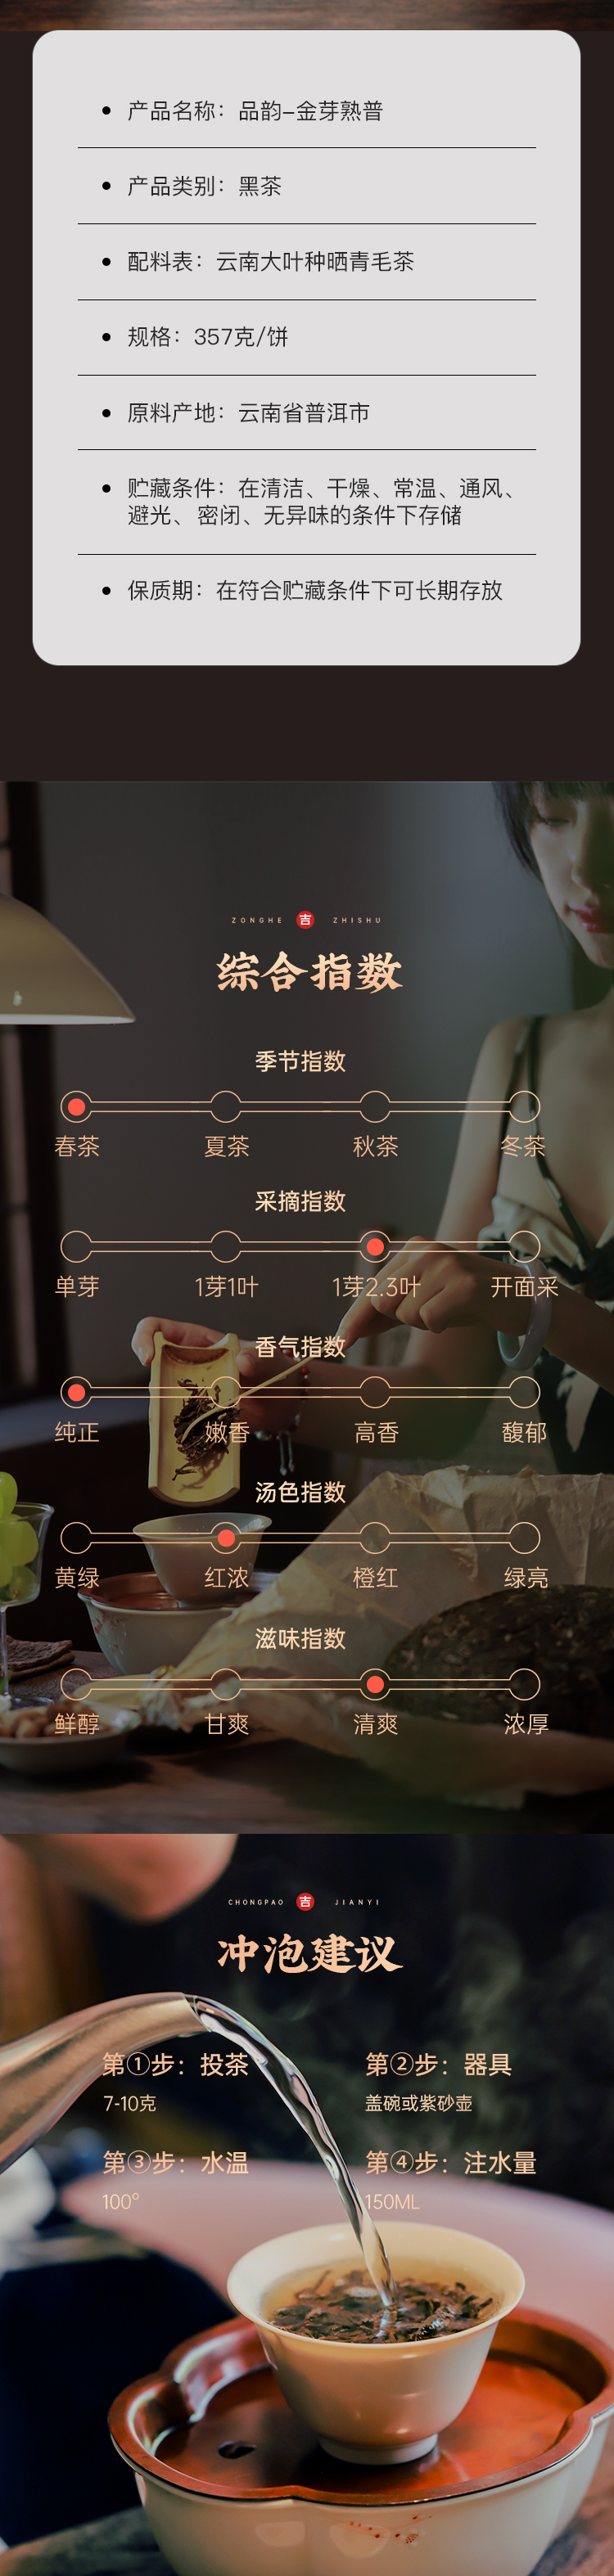 产品名称：品韵–金芽熟普
产品类别：黑茶
配料表：云南大叶种晒青毛茶
规格：357克/饼
原料产地：云南省普洱市
贮藏条件：在清洁、干燥、常温、通风、
避光、密闭、无异味的条件下存储
保质期：在符合贮藏条件下可长期存放
ZONGHE 吉 ZHISHU
综合指数
季节指数
春茶 夏茶 秋茶 冬茶
采摘指数
单芽 1芽1叶 1芽2.3叶 开面采
香气指数
纯正 嫩香 高香 馥郁
汤色指数
黄绿 红浓 橙红 绿亮
滋味指数
鲜醇 甘爽 清爽 浓厚
CHONGPAO 吉 JIANYI
冲泡建议
第①步：投茶
7-10克
第②步：器具
盖碗或紫砂壶
第③步：水温
100°
第④步：注水量
150ML